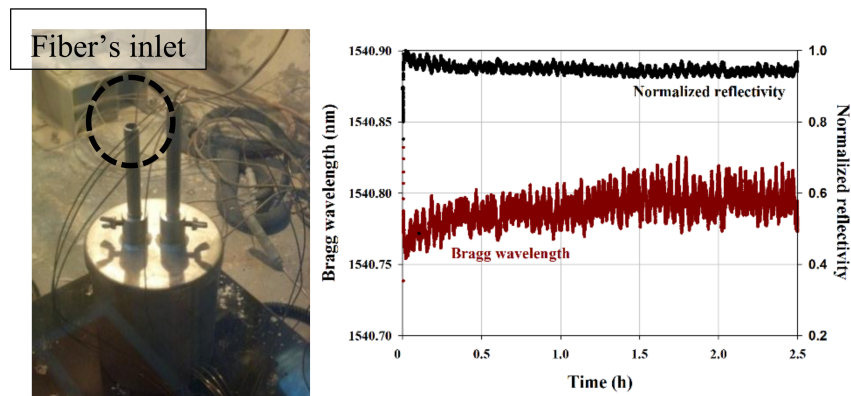 Fiber's inlet
1540.90
1540.85
1540.80
1540.75
1540.70
Bragg wavelength (nm)
1.0
0.8
0.6
0.4
0.2
Normalized reflectivity
Normalized reflectivity
Bragg wavelength
0 0.5 1.0 1.5 2.0 2.5
Time (h)